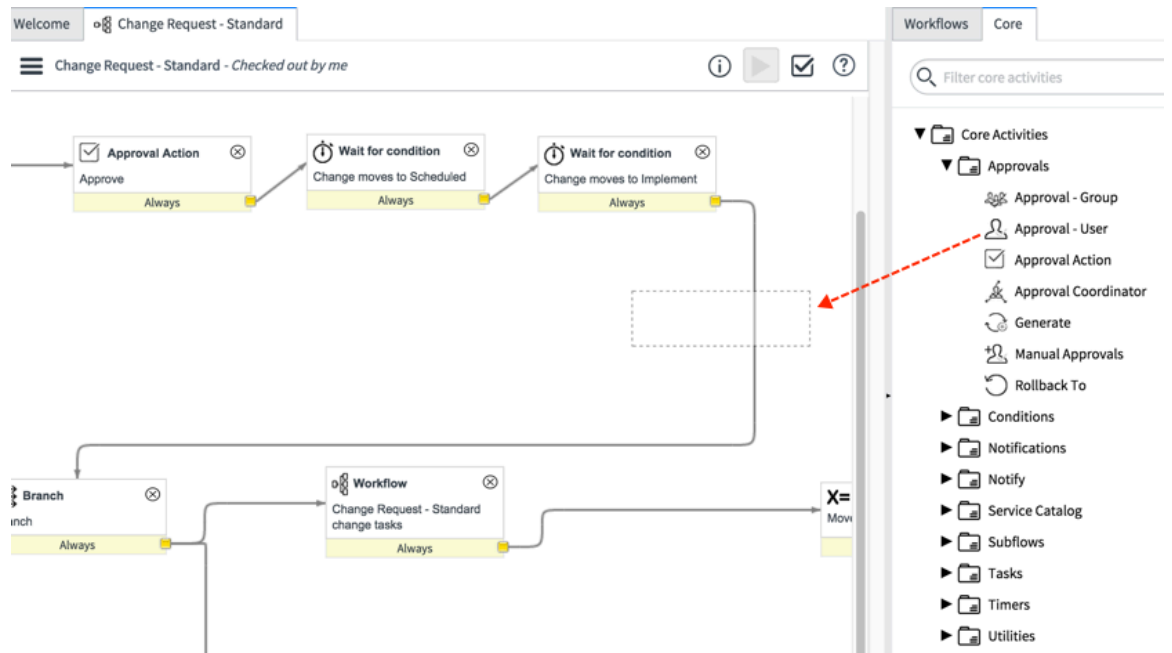 Welcome
Change Request - Standard
Workflows
Core
Change Request - Standard - Checked out by me
Filter core activities
Approval Action
Approve
Always
Wait for condition
Change moves to Scheduled
Always
Wait for condition
Change moves to Implement
Always
Branch
anch
Always
Workflow
Change Request - Standard
change tasks
Always
X=
Move
Core Activities
Approvals
Approval - Group
Approval - User
Approval Action
Approval Coordinator
Generate
Manual Approvals
Rollback To
Conditions
Notifications
Notify
Service Catalog
Subflows
Tasks
Timers
Utilities